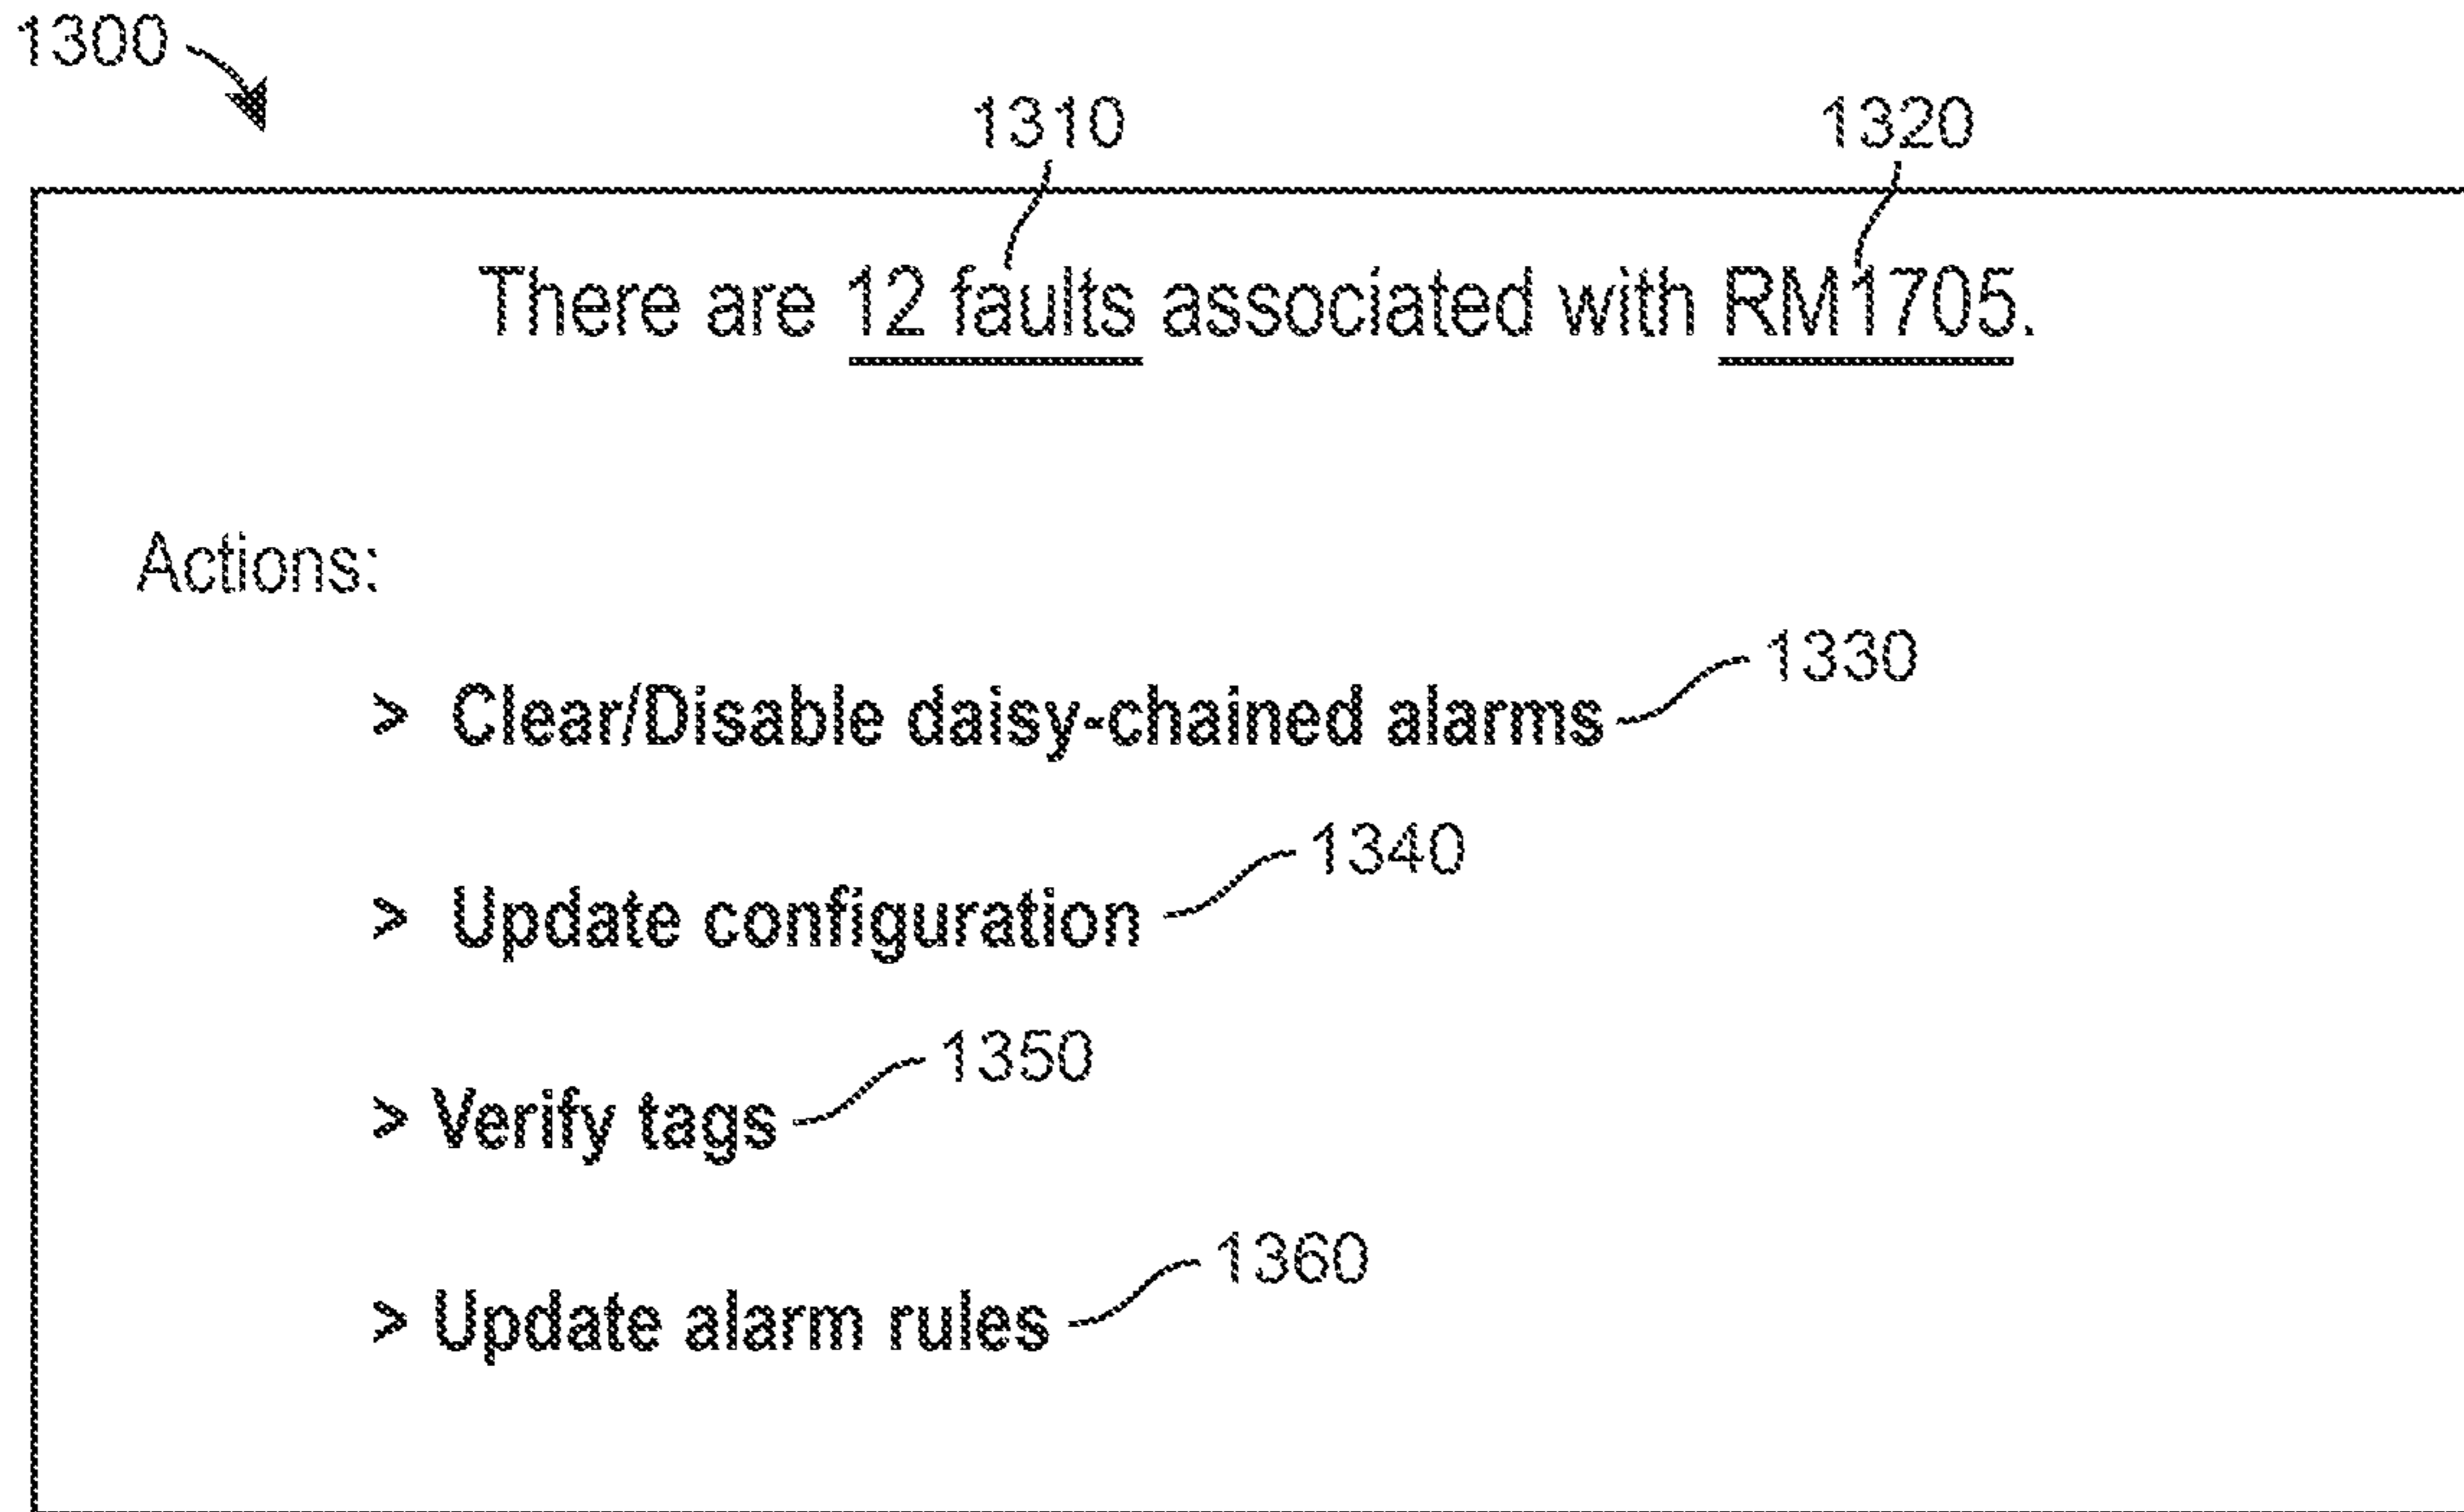 1300
1310
1320
There are 12 faults associated with RM1705.
Actions:
1330
> Clear/Disable daisy-chained alarms
1340
> Update configuration
1350
> Verify tags
1360
> Update alarm rules